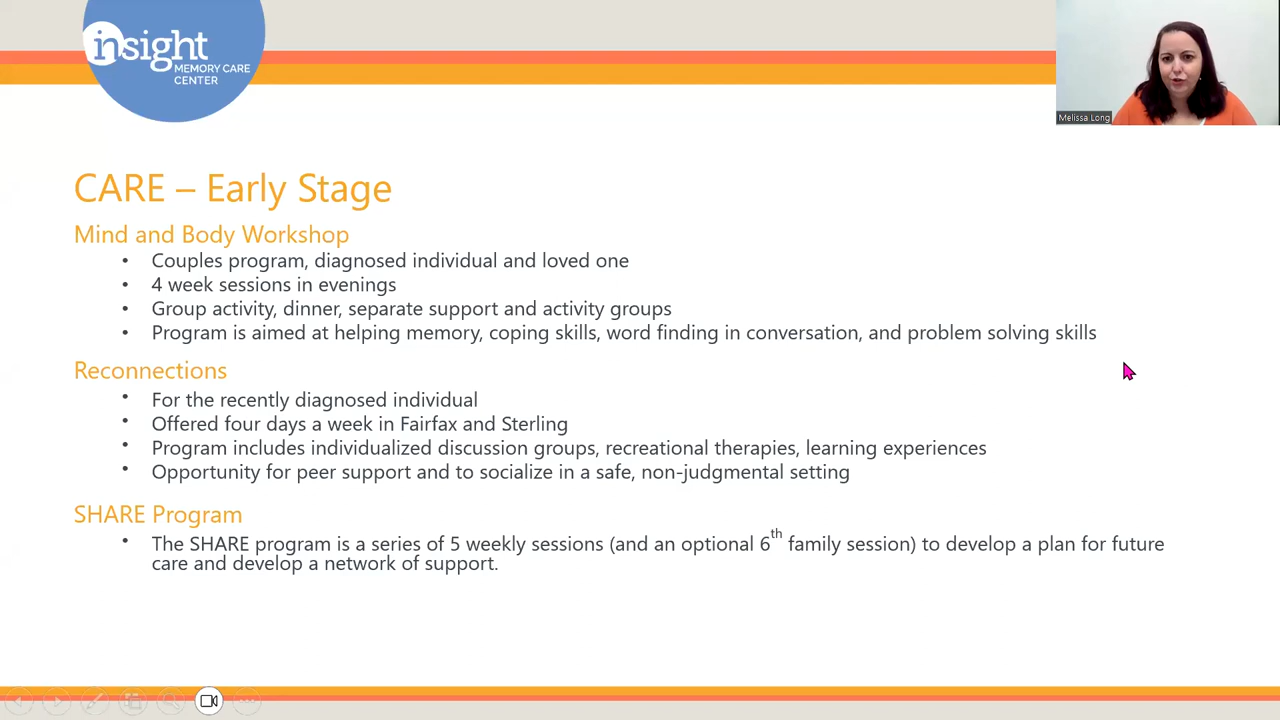 insight
MEMORY CARE
CENTER
Melissa Long
CARE – Early Stage
Mind and Body Workshop
• Couples program, diagnosed individual and loved one
• 4 week sessions in evenings
• Group activity, dinner, separate support and activity groups
• Program is aimed at helping memory, coping skills, word finding in conversation, and problem solving skills
Reconnections
• For the recently diagnosed individual
• Offered four days a week in Fairfax and Sterling
• Program includes individualized discussion groups, recreational therapies, learning experiences
• Opportunity for peer support and to socialize in a safe, non-judgmental setting
SHARE Program
• The SHARE program is a series of 5 weekly sessions (and an optional 6th family session) to develop a plan for future
care and develop a network of support.